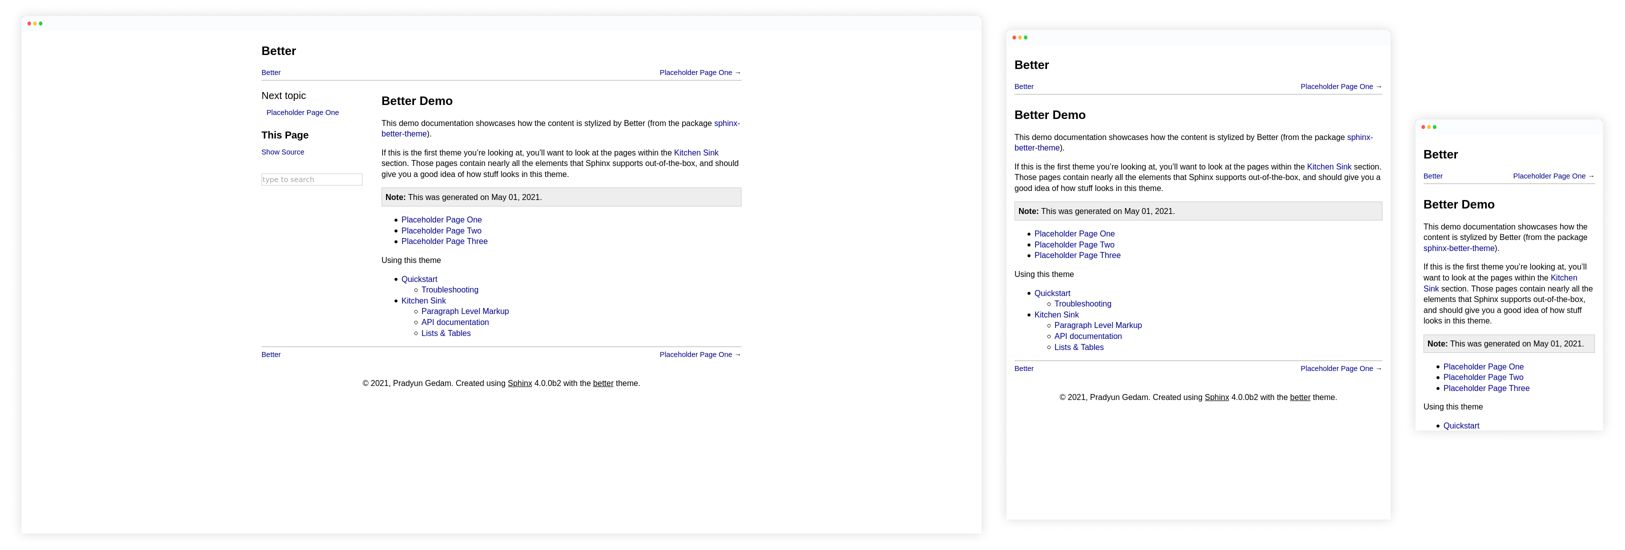 Better
Better
Placeholder Page One →
Next topic
Placeholder Page One
This Page
Show Source
type to search
Better Demo
This demo documentation showcases how the content is stylized by Better (from the package sphinx-
better-theme).
If this is the first theme you’re looking at, you’ll want to look at the pages within the Kitchen Sink
section. Those pages contain nearly all the elements that Sphinx supports out-of-the-box, and should
give you a good idea of how stuff looks in this theme.
Note: This was generated on May 01, 2021.
Placeholder Page One
Placeholder Page Two
Placeholder Page Three
Using this theme
Quickstart
Troubleshooting
Kitchen Sink
Paragraph Level Markup
API documentation
Lists & Tables
Better
Placeholder Page One →
© 2021, Pradyun Gedam. Created using Sphinx 4.0.0b2 with the better theme.
Better
Better
Placeholder Page One →
Better Demo
This demo documentation showcases how the content is stylized by Better (from the package sphinx-
better-theme).
If this is the first theme you’re looking at, you’ll want to look at the pages within the Kitchen Sink section.
Those pages contain nearly all the elements that Sphinx supports out-of-the-box, and should give you a
good idea of how stuff looks in this theme.
Note: This was generated on May 01, 2021.
Placeholder Page One
Placeholder Page Two
Placeholder Page Three
Using this theme
Quickstart
Troubleshooting
Kitchen Sink
Paragraph Level Markup
API documentation
Lists & Tables
Better
Placeholder Page One →
© 2021, Pradyun Gedam. Created using Sphinx 4.0.0b2 with the better theme.
Better
Better
Placeholder Page One →
Better Demo
This demo documentation showcases how the
content is stylized by Better (from the package
sphinx-better-theme).
If this is the first theme you’re looking at, you’ll
want to look at the pages within the Kitchen
Sink section. Those pages contain nearly all the
elements that Sphinx supports out-of-the-box,
and should give you a good idea of how stuff
looks in this theme.
Note: This was generated on May 01, 2021.
Placeholder Page One
Placeholder Page Two
Placeholder Page Three
Using this theme
Quickstart